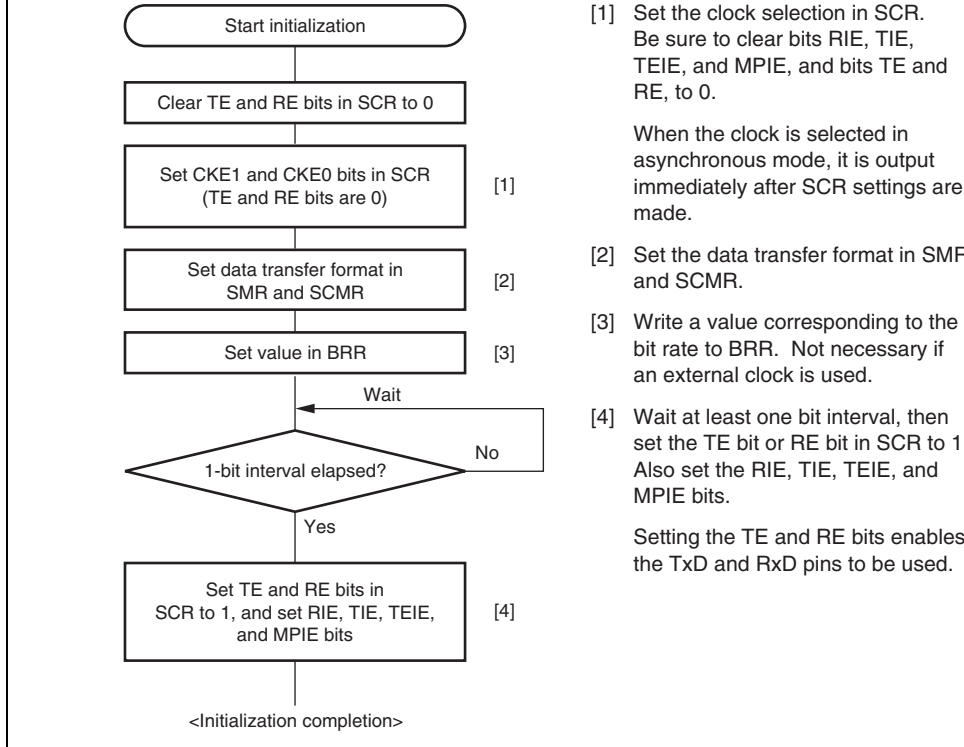 Start initialization
Clear TE and RE bits in SCR to 0
Set CKE1 and CKE0 bits in SCR
(TE and RE bits are 0)
[1]
Set data transfer format in
SMR and SCMR
[2]
Set value in BRR
[3]
Wait
1-bit interval elapsed?
No
Yes
Set TE and RE bits in
SCR to 1, and set RIE, TIE, TEIE,
and MPIE bits
[4]
<Initialization completion>
[1] Set the clock selection in SCR.
Be sure to clear bits RIE, TIE,
TEIE, and MPIE, and bits TE and
RE, to 0.
When the clock is selected in
asynchronous mode, it is output
immediately after SCR settings are
made.
[2] Set the data transfer format in SMR
and SCMR.
[3] Write a value corresponding to the
bit rate to BRR. Not necessary if
an external clock is used.
[4] Wait at least one bit interval, then
set the TE bit or RE bit in SCR to 1
Also set the RIE, TIE, TEIE, and
MPIE bits.
Setting the TE and RE bits enables
the TxD and RxD pins to be used.